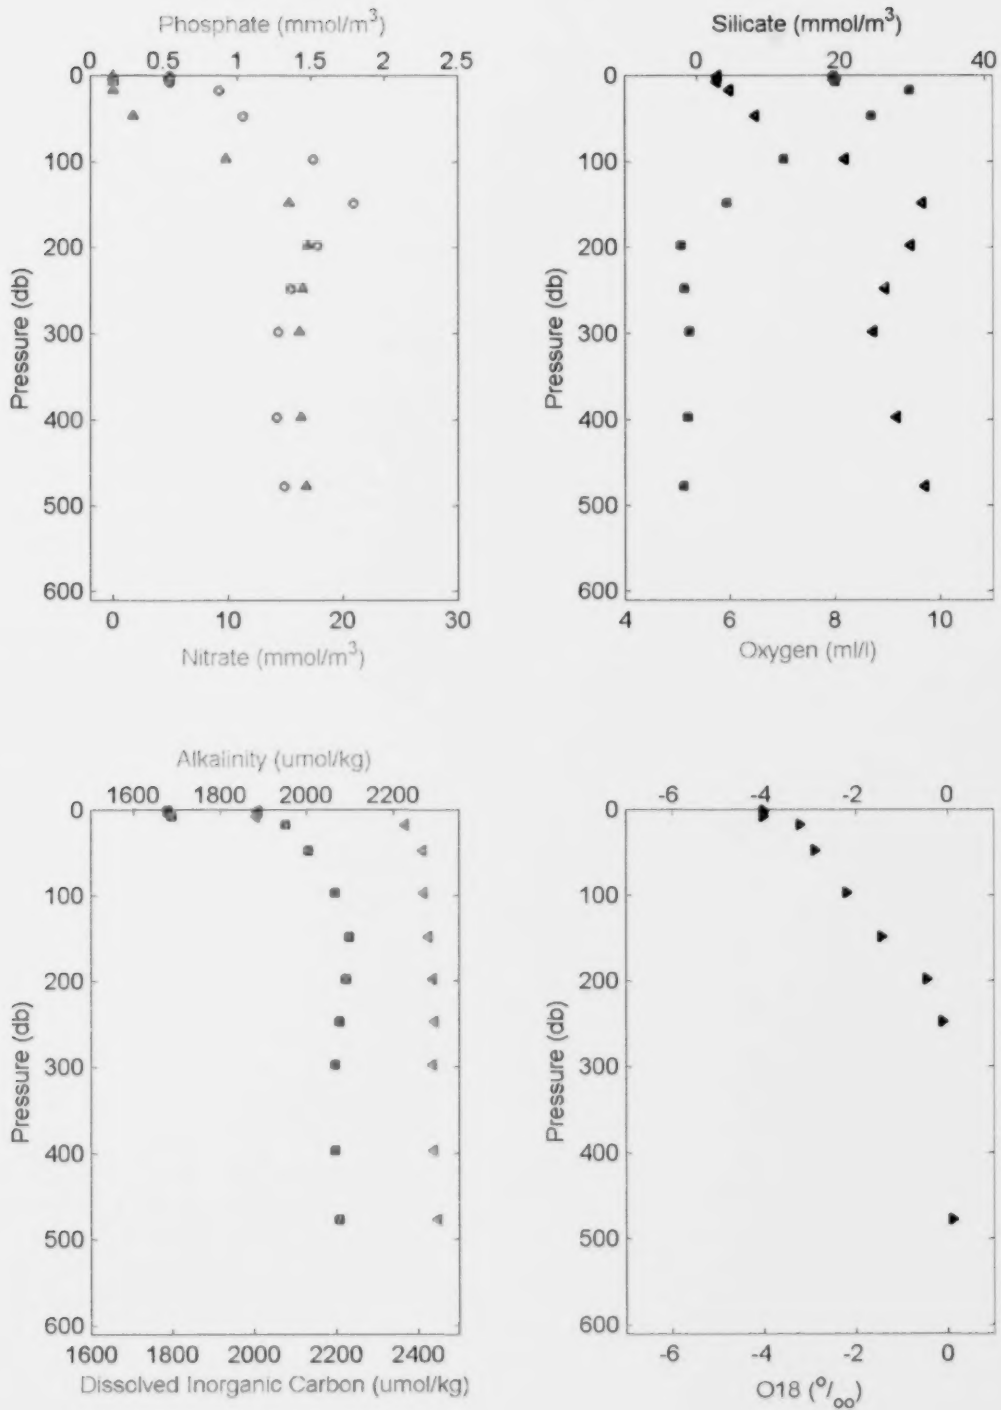 Phosphate (mmol/m³)
0 0.5 1 1.5 2 2.5
0
100
200
300
400
500
600
Pressure (db)
0 10 20 30
Nitrate (mmol/m³)
Silicate (mmol/m³)
0 20 40
0
100
200
300
400
500
600
Pressure (db)
4 6 8 10
Oxygen (ml/l)
Alkalinity (umol/kg)
1600 1800 2000 2200
0
100
200
300
400
500
600
Pressure (db)
1600 1800 2000 2200 2400
Dissolved Inorganic Carbon (umol/kg)
-6 -4 -2 0
0
100
200
300
400
500
600
Pressure (db)
-6 -4 -2 0
O18 (º/ₒₒ)